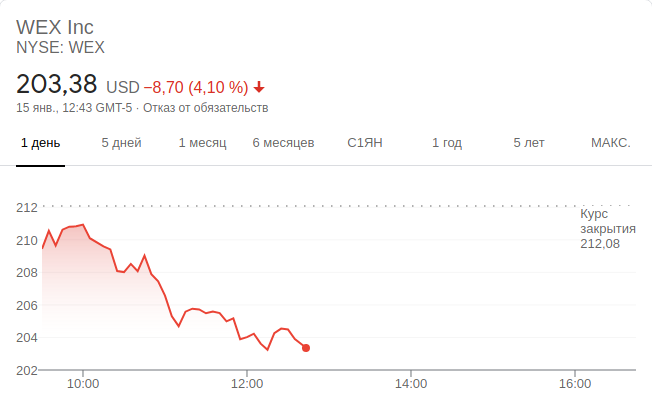 WEX Inc
NYSE: WEX
203,38 USD −8,70 (4,10 %)
15 янв., 12:43 GMT-5 · Отказ от обязательств
1 день 5 дней 1 месяц 6 месяцев С1ЯН 1 год 5 лет МАКС.
212
Курс
закрытия
212,08
210
208
206
204
202
10:00 12:00 14:00 16:00